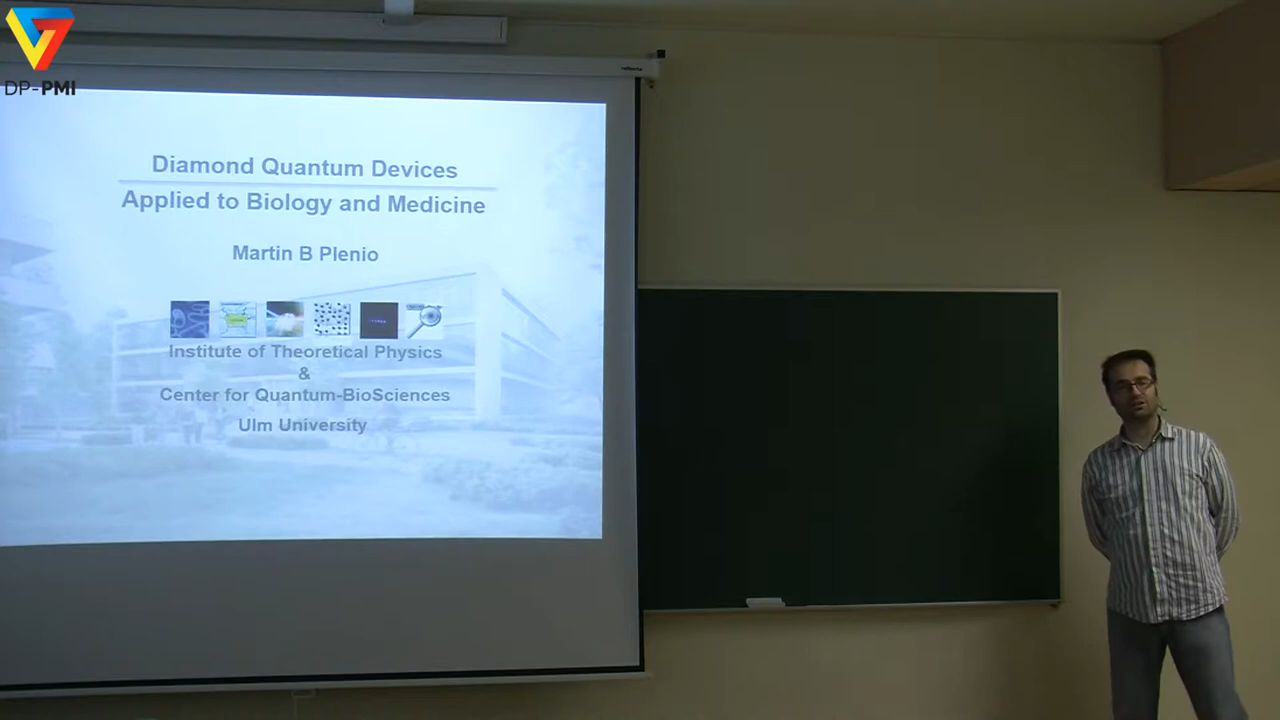 DP-PMI
Diamond Quantum Devices
Applied to Biology and Medicine
Martin B Plenio
Institute of Theoretical Physics
&
Center for Quantum-BioSciences
Ulm University